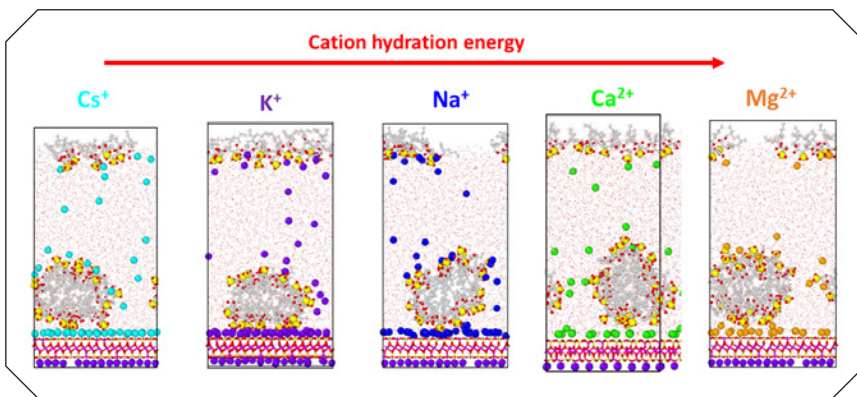 Cation hydration energy
Cs⁺ K⁺ Na⁺ Ca²⁺ Mg²⁺